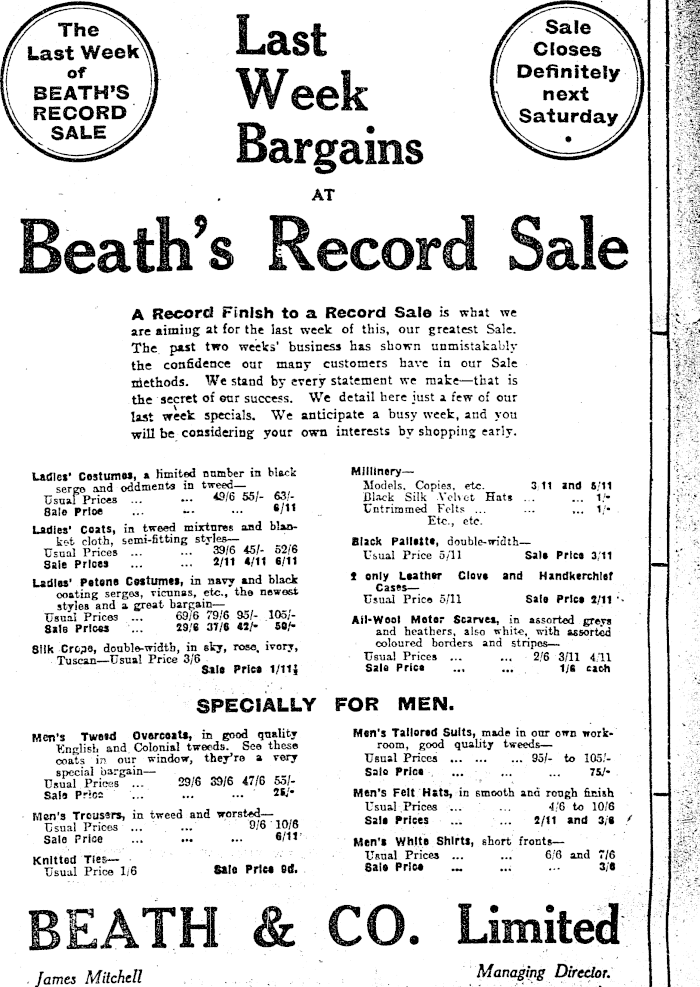 The
Last Week
of
BEATH'S
RECORD
SALE
Last
Week
Bargains
Sale
Closes
Definitely
next
Saturday
AT
Beath's Record Sale
A Record Finish to a Record Sale is what we
are aiming at for the last week of this, our greatest Sale.
The past two weeks' business has shown unmistakably
the confidence our many customers have in our Sale
methods. We stand by every statement we make—that is
the secret of our success. We detail here just a few of our
last week specials. We anticipate a busy week, and you
will be considering your own interests by shopping early.
Ladies' Costumes, a limited number in black
serge and oddments in tweed—
Usual Prices ... ... 49/6 55/- 63/-
Sale Price ... ... ... 6/11
Ladies' Coats, in tweed mixtures and blan-
ket cloth, semi-fitting styles—
Usual Prices ... ... 39/6 45/- 52/6
Sale Prices ... ... 2/11 4/11 6/11
Ladies' Petone Costumes, in navy and black
coating serges, vicunas, etc., the newest
styles and a great bargain—
Usual Prices ... 69/6 79/6 95/- 105/-
Sale Prices ... 29/6 37/6 42/- 50/-
Silk Crepe, double-width, in sky, rose, ivory,
Tuscan—Usual Price 3/6
Sale Price 1/11½
Millinery—
Models, Copies, etc. 3/11 and 5/11
Black Silk Velvet Hats ... ... 1/-
Untrimmed Felts ... ... ... 1/-
Etc., etc.
Black Pailette, double-width—
Usual Price 5/11 Sale Price 3/11
2 only Leather Glove and Handkerchief
Cases—
Usual Price 5/11 Sale Price 2/11
All-Wool Motor Scarves, in assorted greys
and heathers, also white, with assorted
coloured borders and stripes—
Usual Prices ... ... 2/6 3/11 4/11
Sale Price ... ... 1/6 each
SPECIALLY FOR MEN.
Men's Tweed Overcoats, in good quality
English and Colonial tweeds. See these
coats in our window, they're a very
special bargain—
Usual Prices ... 29/6 39/6 47/6 55/-
Sale Price ... ... ... 25/-
Men's Trousers, in tweed and worsted—
Usual Prices ... ... 9/6 10/6
Sale Price ... ... ... 6/11
Knitted Ties—
Usual Price 1/6 Sale Price 9d.
Men's Tailored Suits, made in our own work-
room, good quality tweeds—
Usual Prices ... ... ... 95/- to 105/-
Sale Price ... ... ... 75/-
Men's Felt Hats, in smooth and rough finish
Usual Prices ... ... 4/6 to 10/6
Sale Prices ... ... 2/11 and 3/6
Men's White Shirts, short fronts—
Usual Prices ... ... 6/6 and 7/6
Sale Price ... ... ... 3/6
BEATH & CO. Limited
James Mitchell Managing Director.